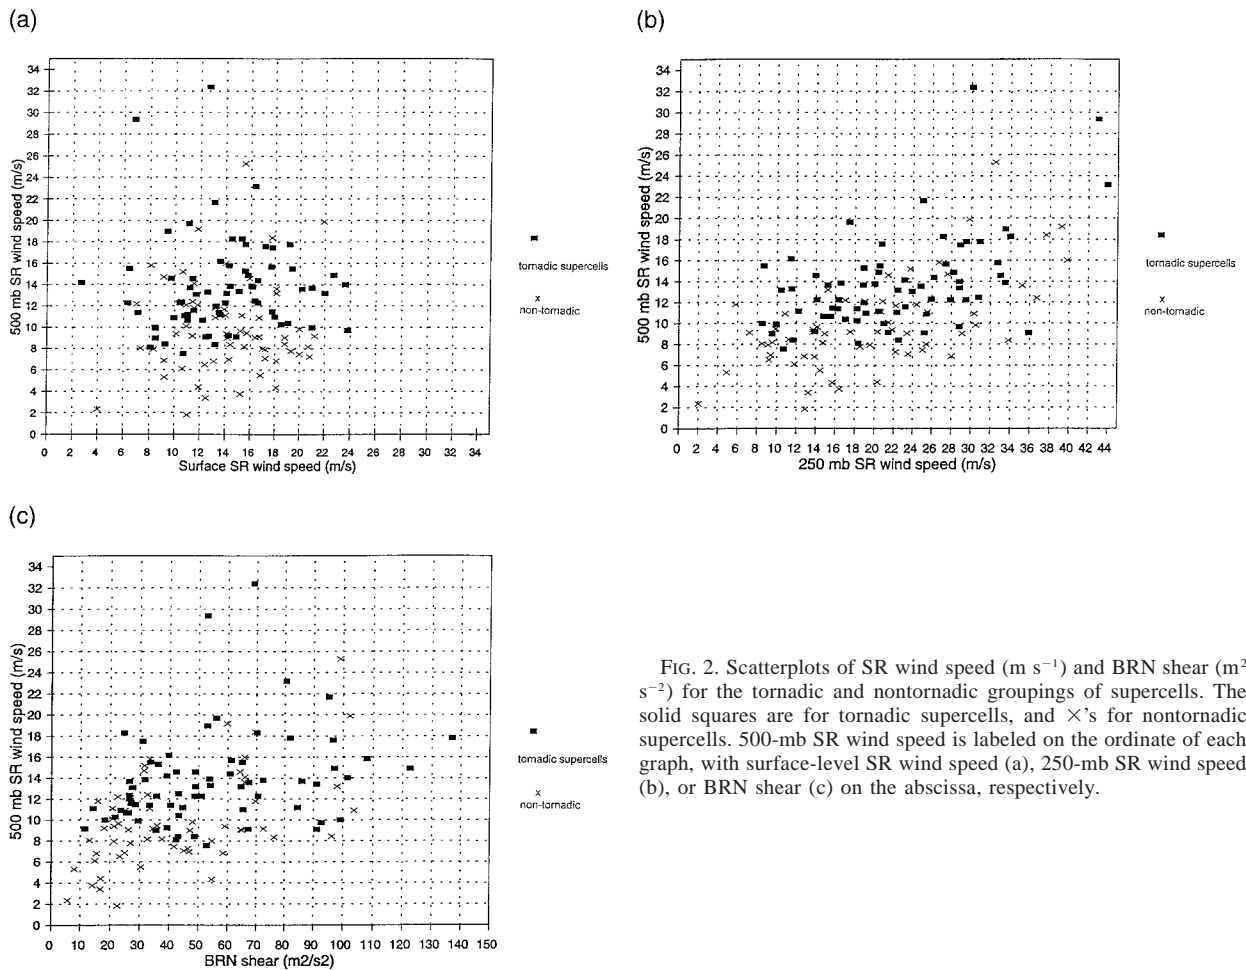 (a)
34
32
30
28
26
24
22
20
18
16
14
12
10
8
6
4
2
0
500 mb SR wind speed (m/s)
0 2 4 6 8 10 12 14 16 18 20 22 24 26 28 30 32 34
Surface SR wind speed (m/s)
tornadic supercells
non-tornadic
(b)
34
32
30
28
26
24
22
20
18
16
14
12
10
8
6
4
2
0
500 mb SR wind speed (m/s)
0 2 4 6 8 10 12 14 16 18 20 22 24 26 28 30 32 34 36 38 40 42 44
250 mb SR wind speed (m/s)
tornadic supercells
non-tornadic
(c)
34
32
30
28
26
24
22
20
18
16
14
12
10
8
6
4
2
0
500 mb SR wind speed (m/s)
0 10 20 30 40 50 60 70 80 90 100 110 120 130 140 150
BRN shear (m2/s2)
tornadic supercells
non-tornadic
FIG. 2. Scatterplots of SR wind speed (m s⁻¹) and BRN shear (m²
s⁻²) for the tornadic and nontornadic groupings of supercells. The
solid squares are for tornadic supercells, and ×'s for nontornadic
supercells. 500-mb SR wind speed is labeled on the ordinate of each
graph, with surface-level SR wind speed (a), 250-mb SR wind speed
(b), or BRN shear (c) on the abscissa, respectively.